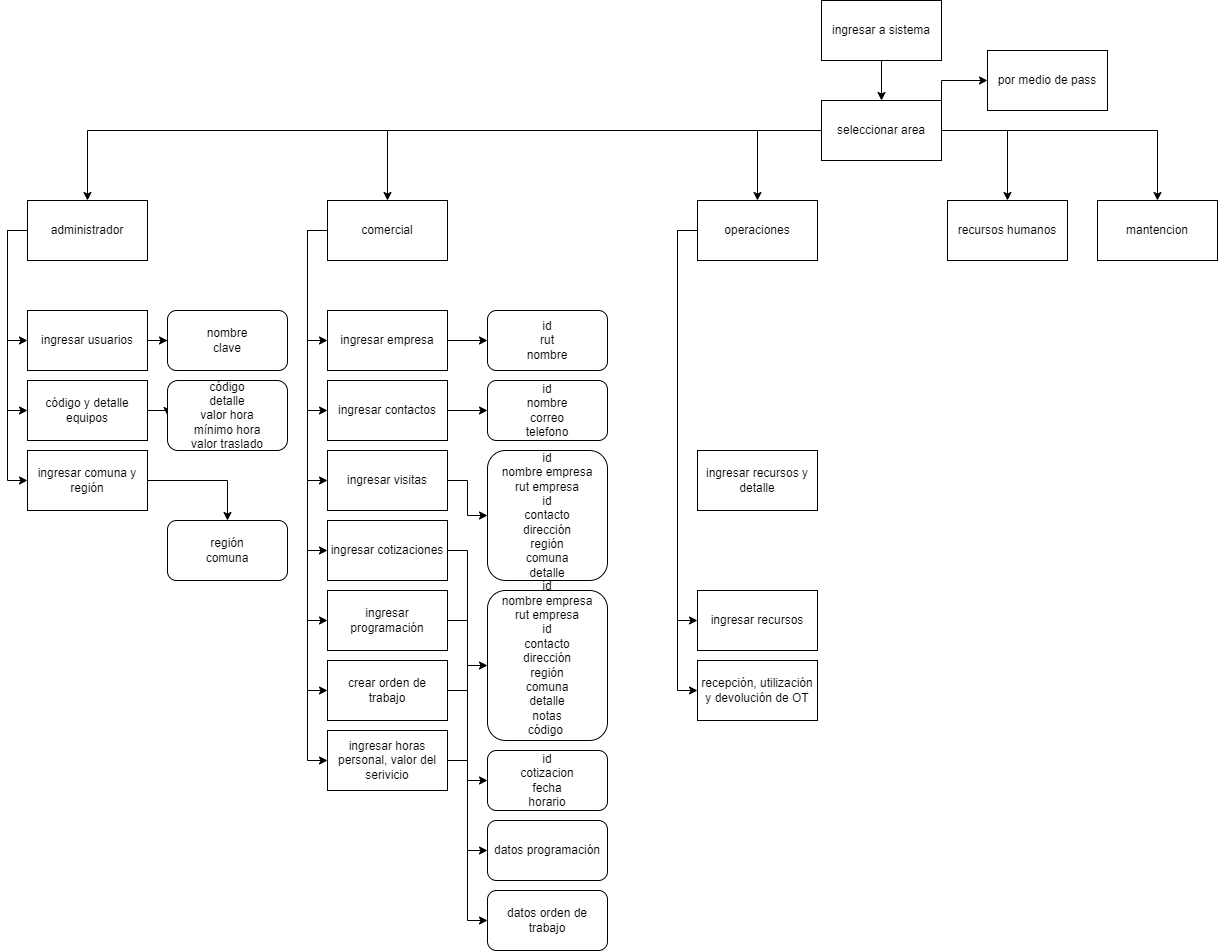 ingresar a sistema
por medio de pass
seleccionar area
administrador
comercial
operaciones
recursos humanos
mantencion
ingresar usuarios
nombre
clave
código y detalle
equipos
código
detalle
valor hora
mínimo hora
valor traslado
ingresar comuna y
región
región
comuna
ingresar empresa
id
rut
nombre
ingresar contactos
id
nombre
correo
telefono
ingresar visitas
id
nombre empresa
rut empresa
id
contacto
dirección
región
comuna
detalle
ingresar cotizaciones
id
nombre empresa
rut empresa
id
contacto
dirección
región
comuna
detalle
notas
código
ingresar
programación
crear orden de
trabajo
ingresar horas
personal, valor del
serivicio
id
cotizacion
fecha
horario
datos programación
datos orden de
trabajo
ingresar recursos y
detalle
ingresar recursos
recepción, utilización
y devolución de OT